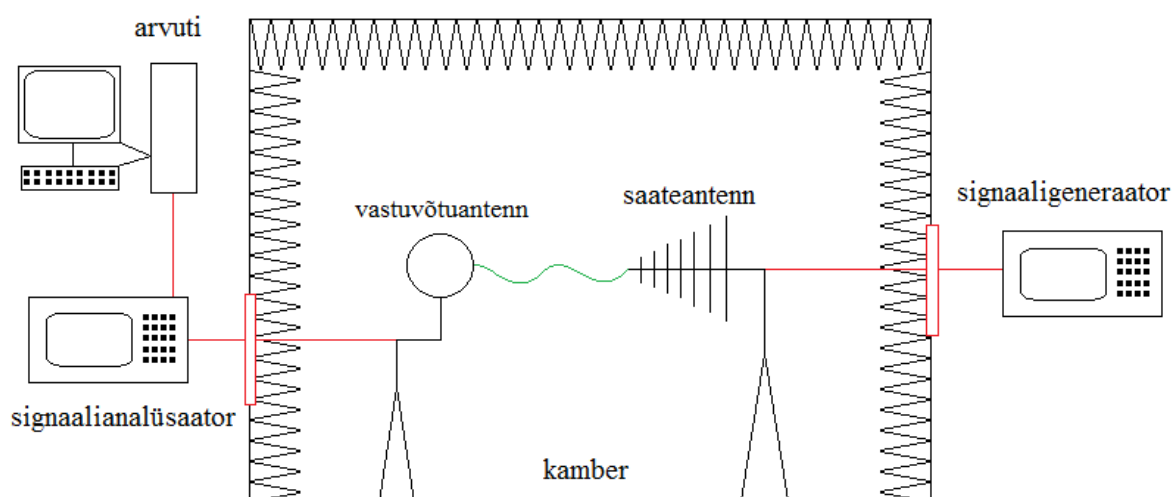 arvuti
saateantenn
signaaligeneraator
vastuvõtuantenn
signaalianalüsaator
kamber